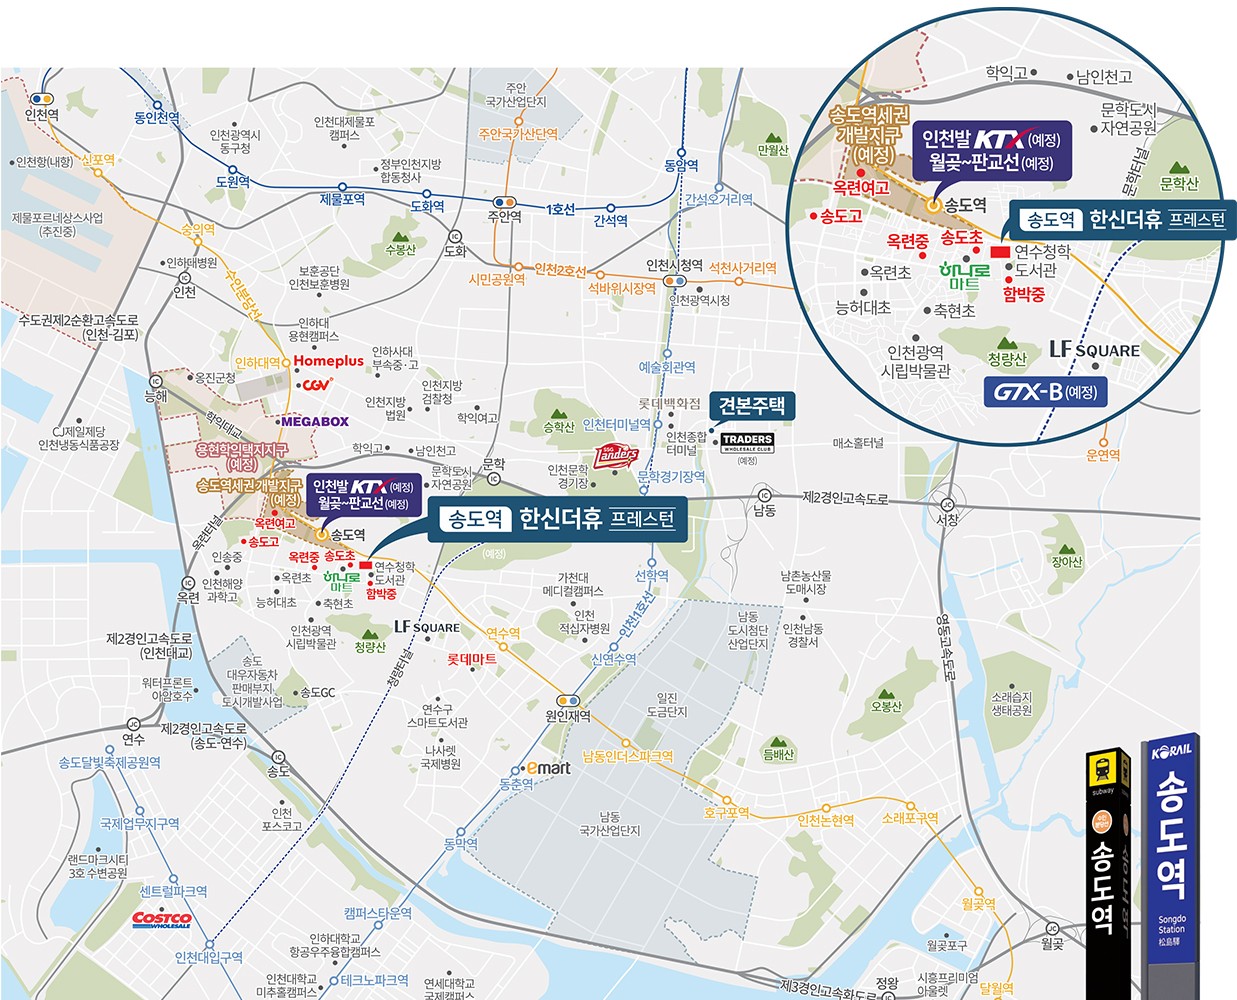 학익고
남인천고
문학도시
자연공원
송도역세권
개발지구
(예정)
인천발 KTX (예정)
월곶~판교선(예정)
문학터널
문학산
옥련여고
송도고
송도역
송도역 한신더휴 프레스턴
옥련중
송도초
연수청학
도서관
하나로
마트
함박중
옥련초
능허대초
축현초
인천광역
시립박물관
청량산
LF SQUARE
GTX-B(예정)
인천역
동인천역
인천광역시
동구청
인천대제물포
캠퍼스
주안
국가산업단지
주안국가산단역
만월산
인천항(내항)
신포역
도원역
정부인천지방
합동청사
동암역
제물포역
도화역
주안역
1호선
간석역
간석오거리역
제물포르네상스사업
(추진중)
숭의역
수봉산
IC
도화
인하대병원
IC
인천
수인분당선
보훈공단
인천보훈병원
시민공원역
인천2호선
석바위시장역
인천시청역
석천사거리역
인천광역시청
수도권제2순환고속도로
(인천-김포)
인하대
용현캠퍼스
인하대역
Homeplus
CGV
인하사대
부속중·고
예술회관역
IC
능해
옹진군청
인천지방
법원
인천지방
검찰청
학익여고
롯데백화점
견본주택
MEGABOX
승학산
인천터미널역
인천종합
터미널
TRADERS
WHOLESALE CLUB
(예정)
매소홀터널
운연역
CJ제일제당
인천냉동식품공장
학익대교
용현학익택지지구
(예정)
학익고
남인천고
문학
IC
문학도시
자연공원
인천문학
경기장
SSG
Landers
문학경기장역
송도역세권 개발지구
(예정)
인천발 KTX (예정)
월곶~판교선(예정)
IC
남동
제2경인고속도로
JC
서창
옥련여고
송도역
송도역 한신더휴 프레스턴
(예정)
옥련터널
송도고
인송중
옥련중
송도초
연수청학
도서관
하나로
마트
함박중
선학역
장아산
IC
옥련
인천해양
과학고
옥련초
능허대초
축현초
가천대
메디컬캠퍼스
남촌농산물
도매시장
인천광역
시립박물관
청량산
LF SQUARE
연수역
인천
적십자병원
인천1호선
남동
도시첨단
산업단지
인천남동
경찰서
영동고속도로
제2경인고속도로
(인천대교)
롯데마트
신연수역
청량터널
송도
대우자동차
판매부지
도시개발사업
송도GC
워터프론트
아암호수
연수구
스마트도서관
원인재역
일진
도금단지
오봉산
소래습지
생태공원
JC
연수
제2경인고속도로
(송도-연수)
나사렛
국제병원
남동인더스파크역
듬배산
송도달빛축제공원역
IC
송도
emart
동춘역
국제업무지구역
인천
포스코고
동막역
남동
국가산업단지
호구포역
인천논현역
소래포구역
랜드마크시티
3호 수변공원
센트럴파크역
COSTCO
WHOLESALE
캠퍼스타운역
월곶역
인천대입구역
인하대학교
항공우주융합캠퍼스
월곶포구
JC
월곶
인천대학교
미추홀캠퍼스
테크노파크역
연세대학교
국제캠퍼스
제3경인고속화도로
IC
정왕
시흥프리미엄
아울렛
달월역
subway
수인
분당선
송도역
KORAIL
송도역
Songdo
Station
松島驛